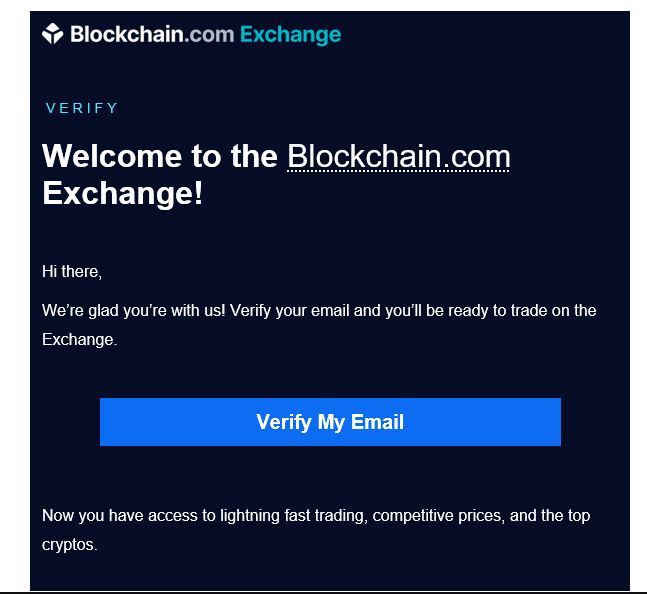 Blockchain.com Exchange
VERIFY
Welcome to the Blockchain.com
Exchange!
Hi there,
We’re glad you’re with us! Verify your email and you’ll be ready to trade on the
Exchange.
Verify My Email
Now you have access to lightning fast trading, competitive prices, and the top
cryptos.